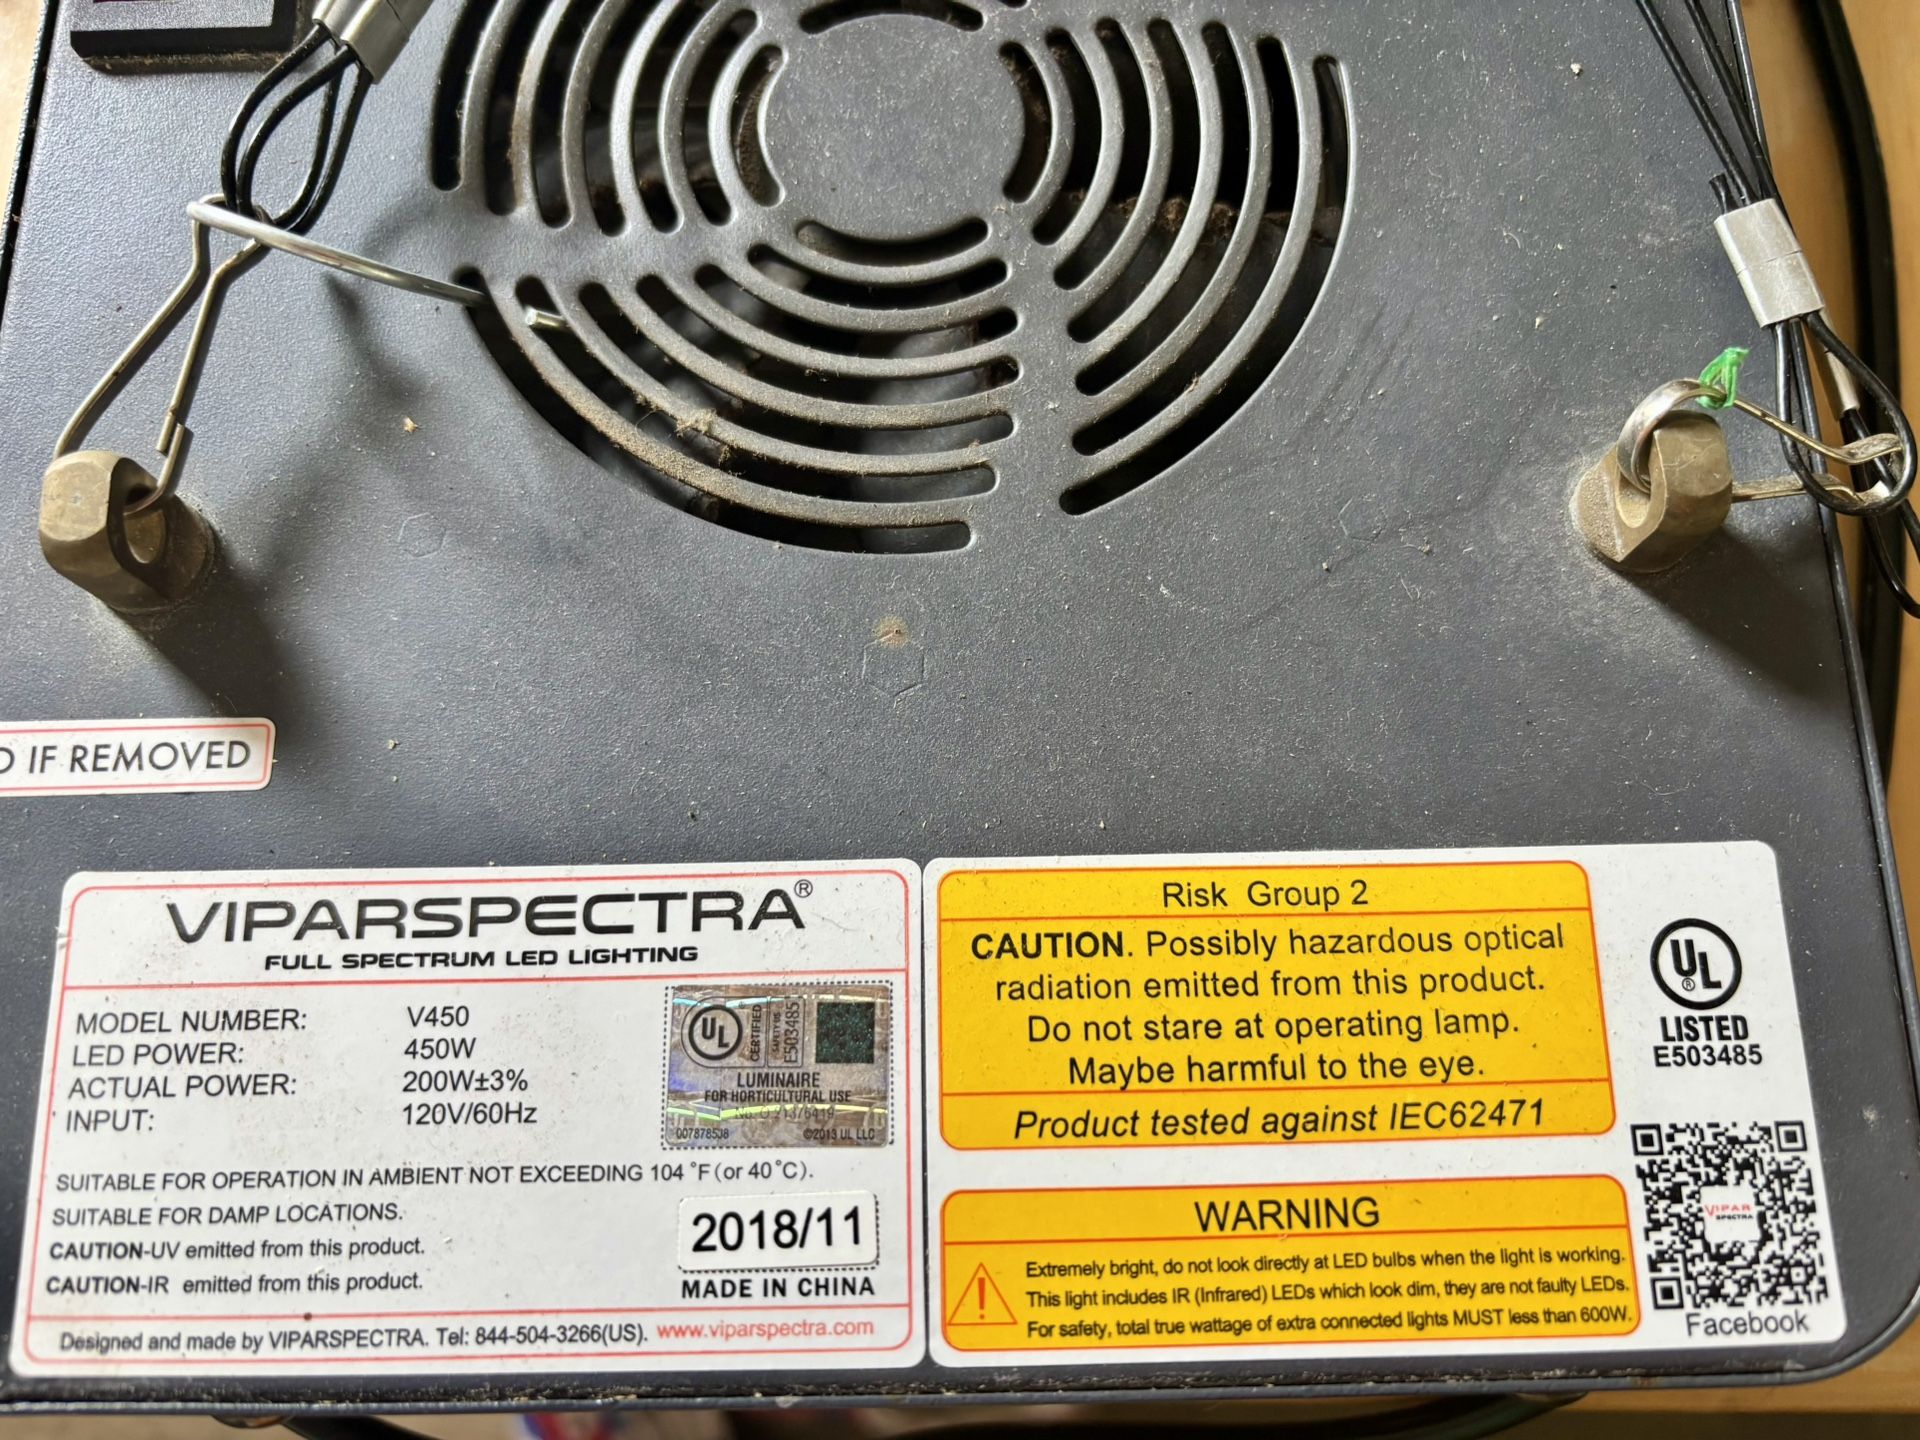 IF REMOVED
VIPARSPECTRA®
FULL SPECTRUM LED LIGHTING
MODEL NUMBER: V450
LED POWER: 450W
ACTUAL POWER: 200W±3%
INPUT: 120V/60Hz
UL
CERTIFIED
SAFETY US
E503485
LUMINAIRE
FOR HORTICULTURAL USE
©2013 UL LLC
SUITABLE FOR OPERATION IN AMBIENT NOT EXCEEDING 104 °F (or 40 °C).
SUITABLE FOR DAMP LOCATIONS.
CAUTION-UV emitted from this product.
CAUTION-IR emitted from this product.
2018/11
MADE IN CHINA
Designed and made by VIPARSPECTRA. Tel: 844-504-3266(US). www.viparspectra.com
Risk Group 2
CAUTION. Possibly hazardous optical
radiation emitted from this product.
Do not stare at operating lamp.
Maybe harmful to the eye.
Product tested against IEC62471
UL
®
LISTED
E503485
WARNING
Extremely bright, do not look directly at LED bulbs when the light is working.
This light includes IR (Infrared) LEDs which look dim, they are not faulty LEDs.
For safety, total true wattage of extra connected lights MUST less than 600W.
VIPAR
SPECTRA
Facebook